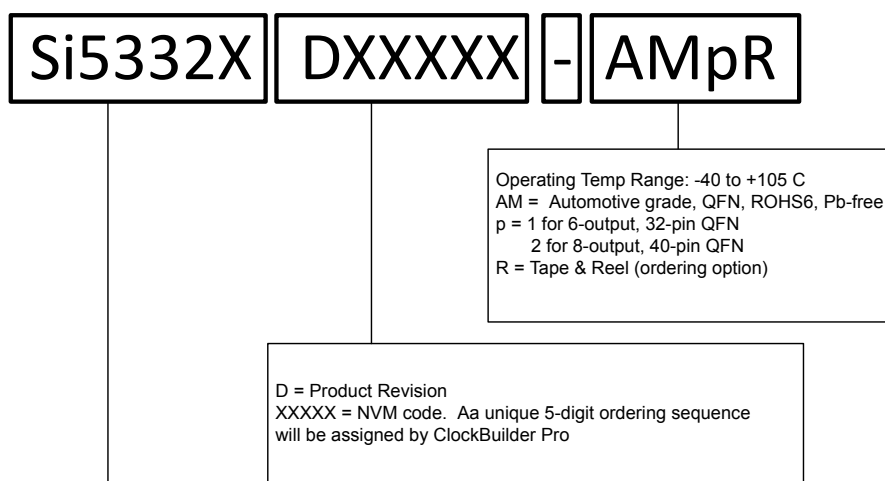 Si5332X DXXXXX - AMpR
Operating Temp Range: -40 to +105 C
AM = Automotive grade, QFN, ROHS6, Pb-free
p = 1 for 6-output, 32-pin QFN
2 for 8-output, 40-pin QFN
R = Tape & Reel (ordering option)
D = Product Revision
XXXXX = NVM code. Aa unique 5-digit ordering sequence
will be assigned by ClockBuilder Pro